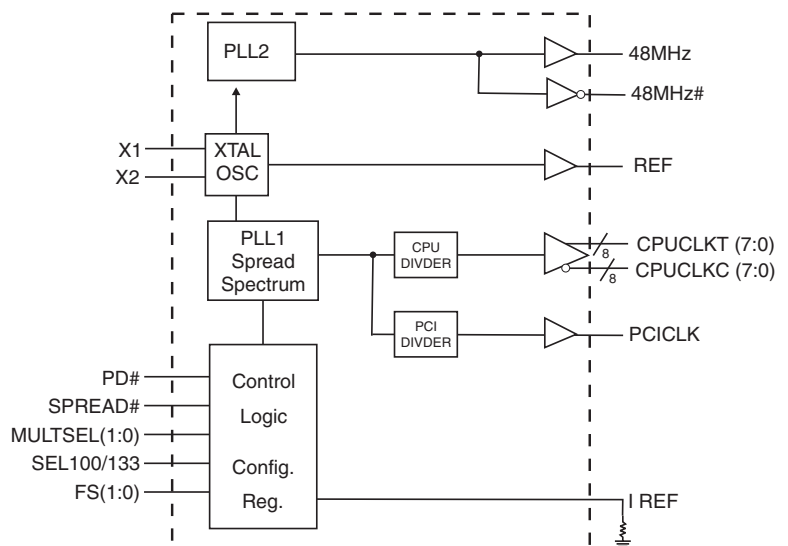 PLL2
48MHz
48MHz#
X1
X2
XTAL
OSC
REF
PLL1
Spread
Spectrum
CPU
DIVDER
8
CPUCLKT (7:0)
8
CPUCLKC (7:0)
PCI
DIVDER
PCICLK
PD#
SPREAD#
MULTSEL(1:0)
SEL100/133
FS(1:0)
Control
Logic
Config.
Reg.
I REF